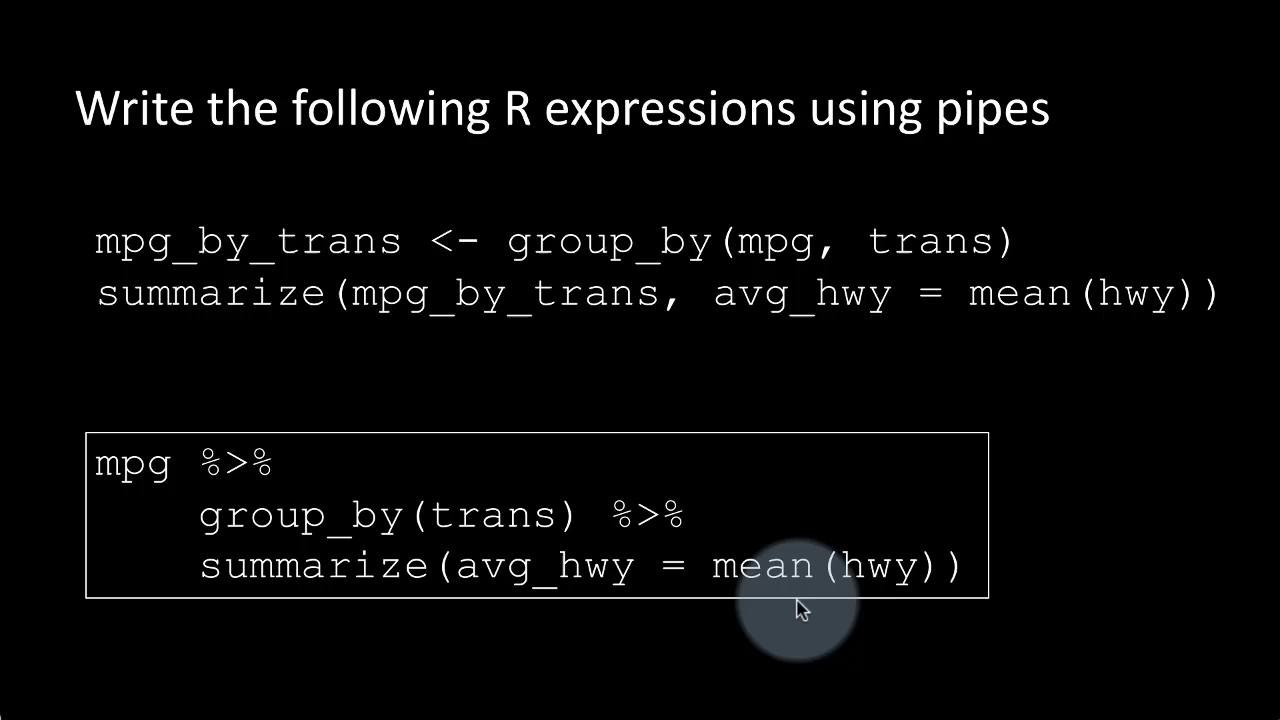 Write the following R expressions using pipes
mpg_by_trans <- group_by(mpg, trans)
summarize(mpg_by_trans, avg_hwy = mean(hwy))
mpg %>%
    group_by(trans) %>%
    summarize(avg_hwy = mean(hwy))